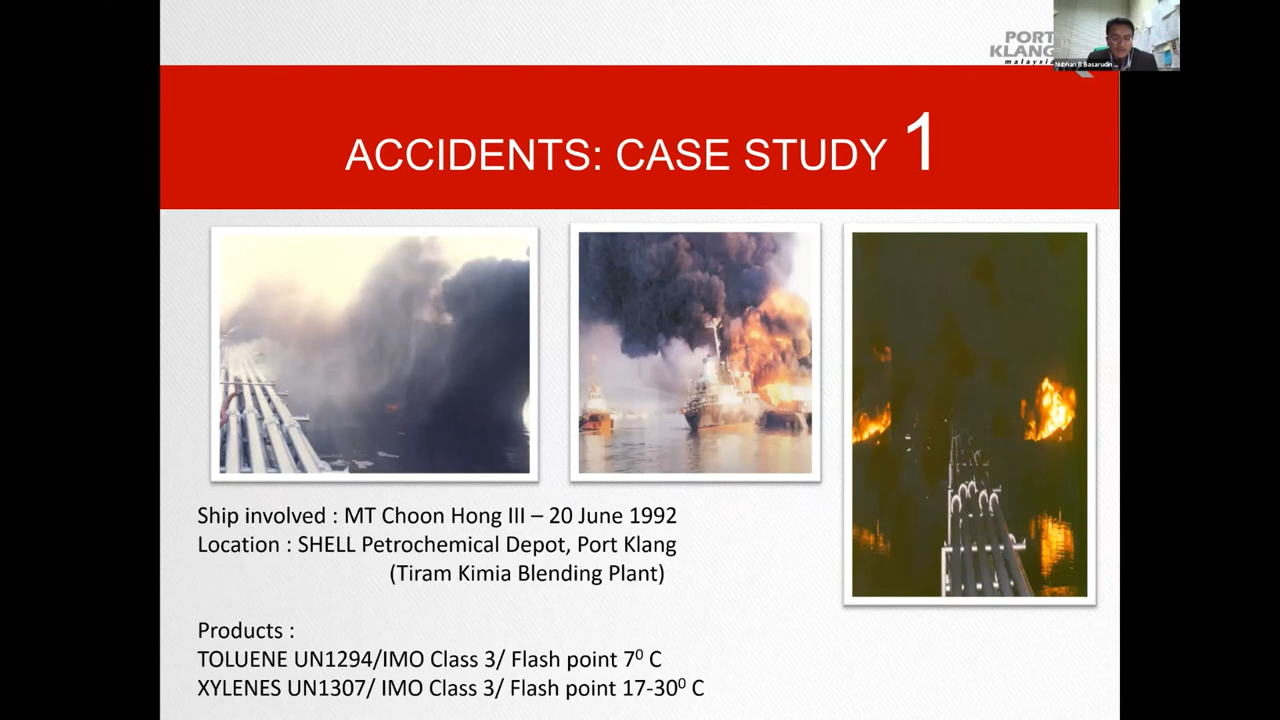 PORT
KLANG
malaysia
Nubhan B Basarudin ...
ACCIDENTS: CASE STUDY 1
Ship involved : MT Choon Hong III – 20 June 1992
Location : SHELL Petrochemical Depot, Port Klang
(Tiram Kimia Blending Plant)
Products :
TOLUENE UN1294/IMO Class 3/ Flash point 7⁰ C
XYLENES UN1307/ IMO Class 3/ Flash point 17-30⁰ C